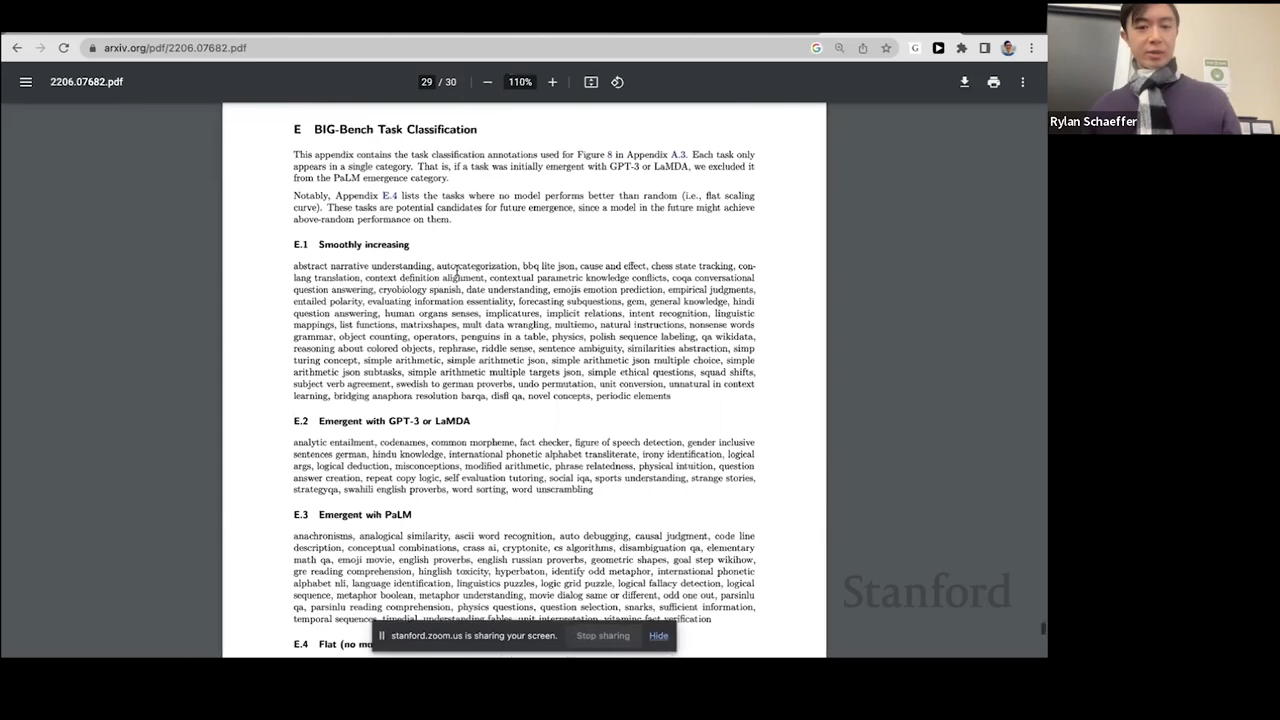 arxiv.org/pdf/2206.07682.pdf
G
2206.07682.pdf
29 / 30
110%
Rylan Schaeffer
E BIG-Bench Task Classification
This appendix contains the task classification annotations used for Figure 8 in Appendix A.3. Each task only
appears in a single category. That is, if a task was initially emergent with GPT-3 or LaMDA, we excluded it
from the PaLM emergence category.
Notably, Appendix E.4 lists the tasks where no model performs better than random (i.e., flat scaling
curve). These tasks are potential candidates for future emergence, since a model in the future might achieve
above-random performance on them.
E.1 Smoothly increasing
abstract narrative understanding, auto categorization, bbq lite json, cause and effect, chess state tracking, con-
lang translation, context definition alignment, contextual parametric knowledge conflicts, coqa conversational
question answering, cryobiology spanish, date understanding, emojis emotion prediction, empirical judgments,
entailed polarity, evaluating information essentiality, forecasting subquestions, gem, general knowledge, hindi
question answering, human organs senses, implicatures, implicit relations, intent recognition, linguistic
mappings, list functions, matrixshapes, mult data wrangling, multiemo, natural instructions, nonsense words
grammar, object counting, operators, penguins in a table, physics, polish sequence labeling, qa wikidata,
reasoning about colored objects, rephrase, riddle sense, sentence ambiguity, similarities abstraction, simp
turing concept, simple arithmetic, simple arithmetic json, simple arithmetic json multiple choice, simple
arithmetic json subtasks, simple arithmetic multiple targets json, simple ethical questions, squad shifts,
subject verb agreement, swedish to german proverbs, undo permutation, unit conversion, unnatural in context
learning, bridging anaphora resolution barqa, disfl qa, novel concepts, periodic elements
E.2 Emergent with GPT-3 or LaMDA
analytic entailment, codenames, common morpheme, fact checker, figure of speech detection, gender inclusive
sentences german, hindu knowledge, international phonetic alphabet transliterate, irony identification, logical
args, logical deduction, misconceptions, modified arithmetic, phrase relatedness, physical intuition, question
answer creation, repeat copy logic, self evaluation tutoring, social iqa, sports understanding, strange stories,
strategyqa, swahili english proverbs, word sorting, word unscrambling
E.3 Emergent wih PaLM
anachronisms, analogical similarity, ascii word recognition, auto debugging, causal judgment, code line
description, conceptual combinations, crass ai, cryptonite, cs algorithms, disambiguation qa, elementary
math qa, emoji movie, english proverbs, english russian proverbs, geometric shapes, goal step wikihow,
gre reading comprehension, hinglish toxicity, hyperbaton, identify odd metaphor, international phonetic
alphabet nli, language identification, linguistics puzzles, logic grid puzzle, logical fallacy detection, logical
sequence, metaphor boolean, metaphor understanding, movie dialog same or different, odd one out, parsinlu
qa, parsinlu reading comprehension, physics questions, question selection, snarks, sufficient information,
temporal sequences, timedial, understanding fables, unit interpretation, vitaminc fact verification
Stanford
stanford.zoom.us is sharing your screen. Stop sharing Hide
E.4 Flat (no